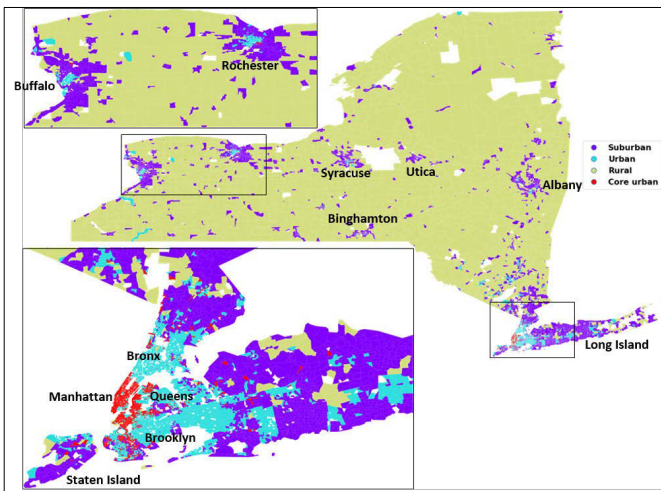 Rochester
Buffalo
Suburban
Urban
Rural
Core urban
Syracuse
Utica
Albany
Binghamton
Long Island
Bronx
Manhattan
Queens
Brooklyn
Staten Island